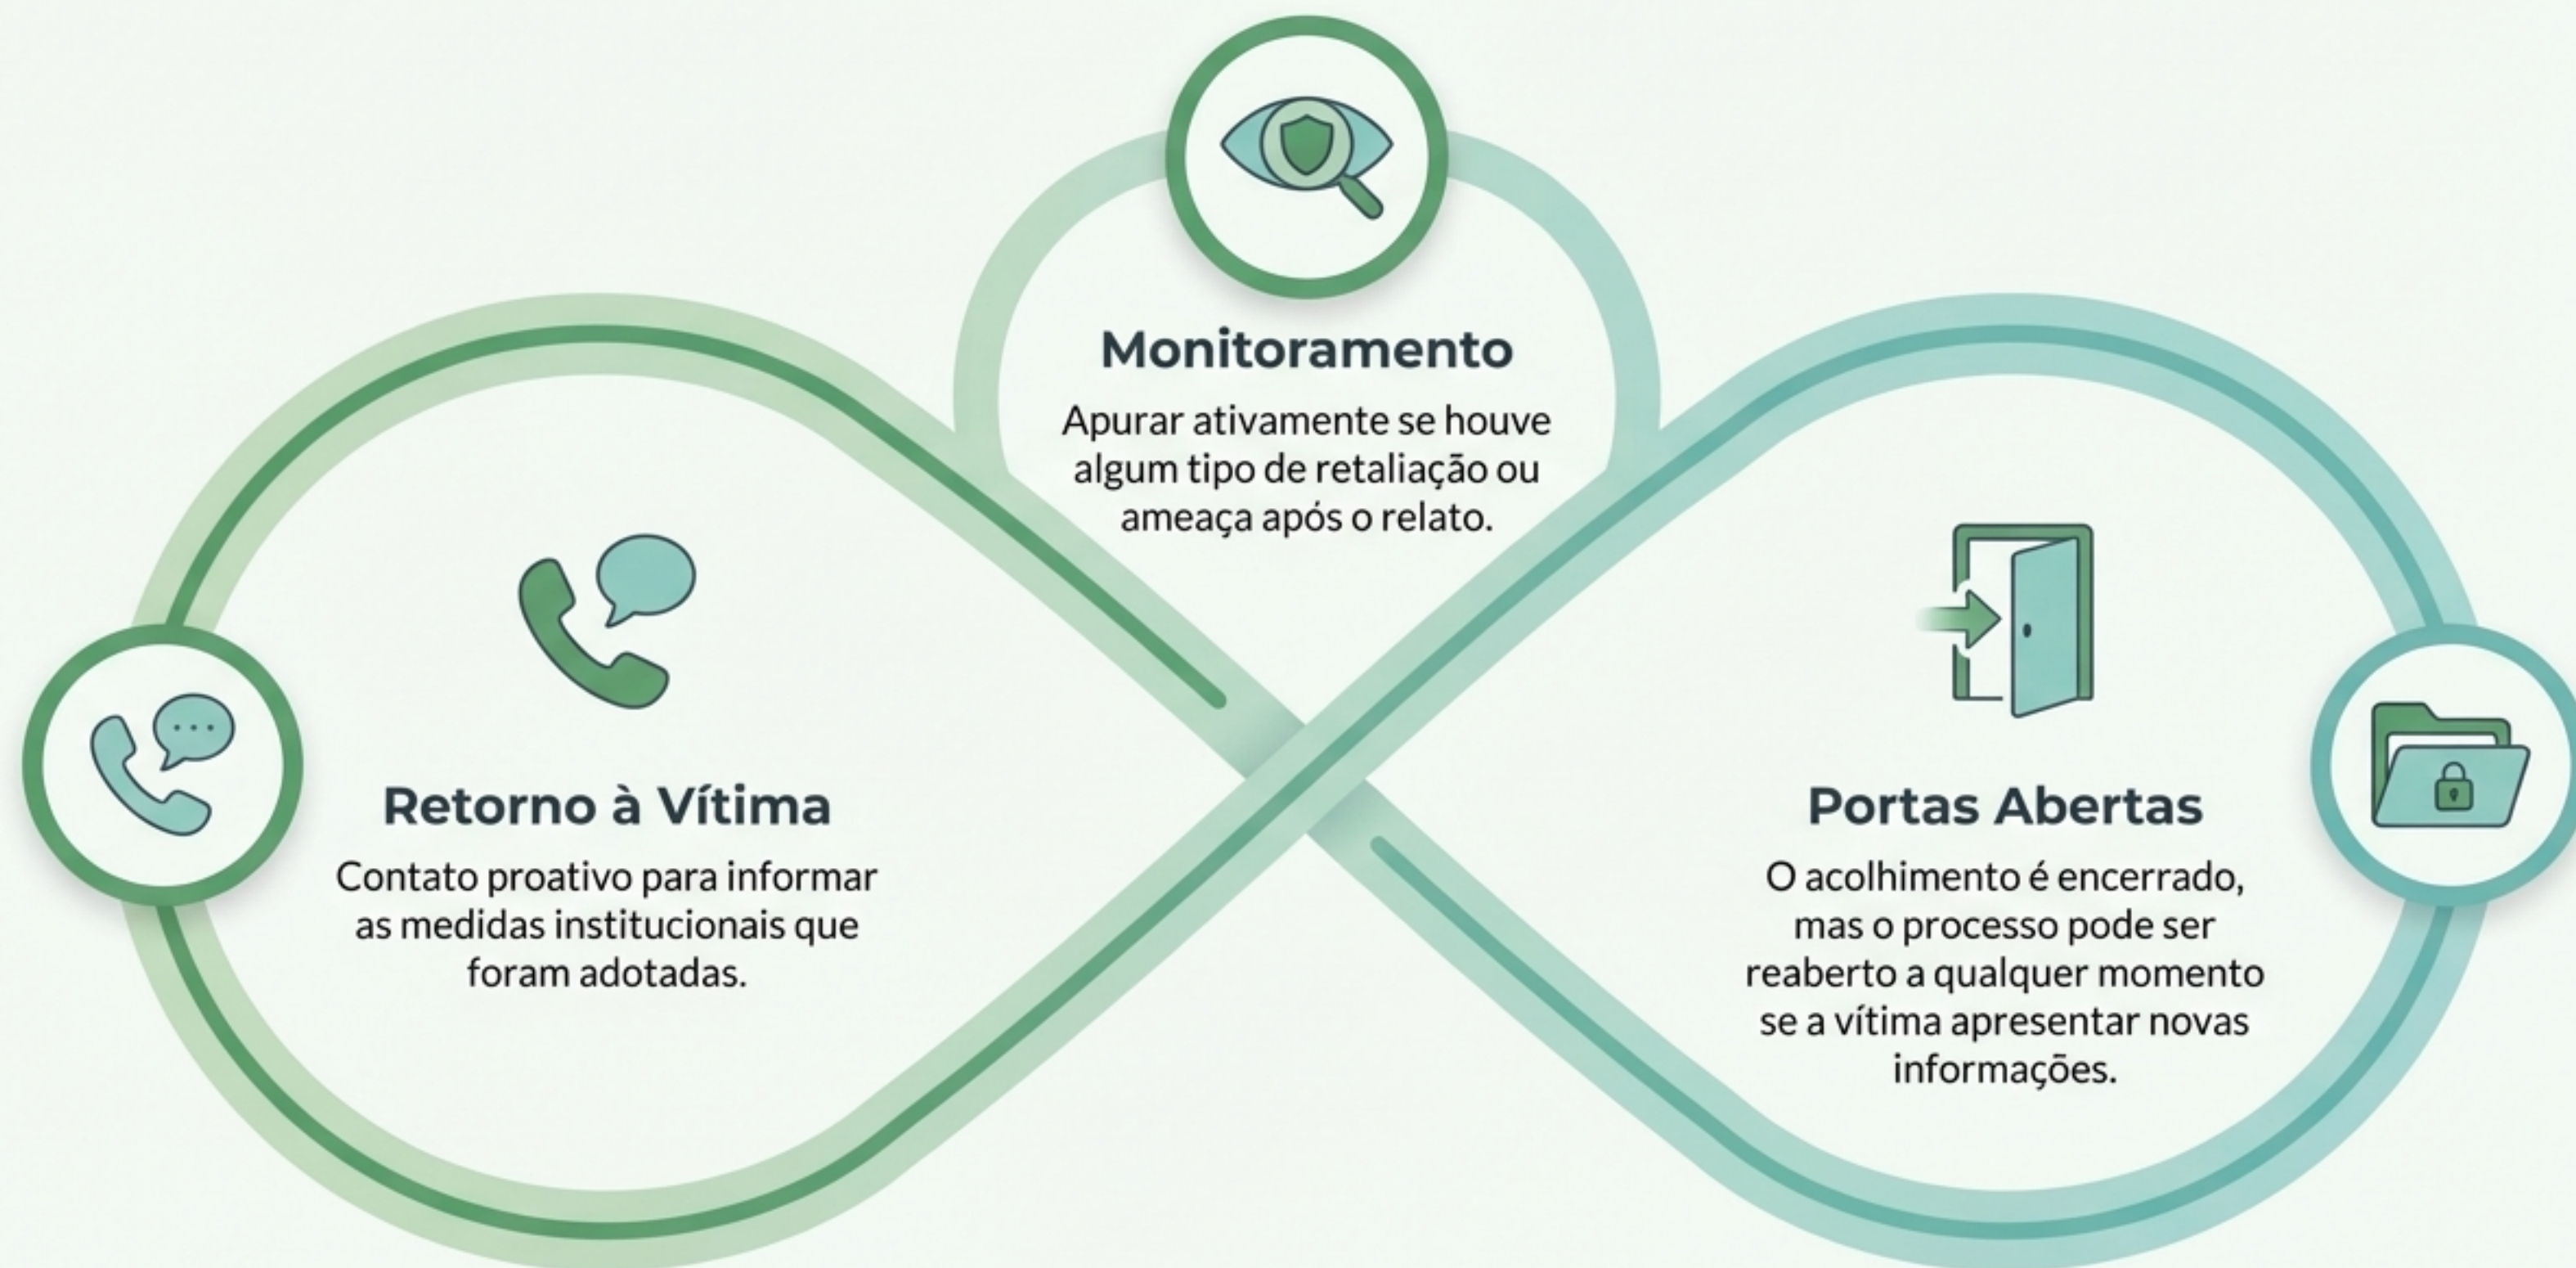 Monitoramento
Apurar ativamente se houve
algum tipo de retaliação ou
ameaça após o relato.
Retorno à Vítima
Contato proativo para informar
as medidas institucionais que
foram adotadas.
Portas Abertas
O acolhimento é encerrado,
mas o processo pode ser
reaberto a qualquer momento
se a vítima apresentar novas
informações.